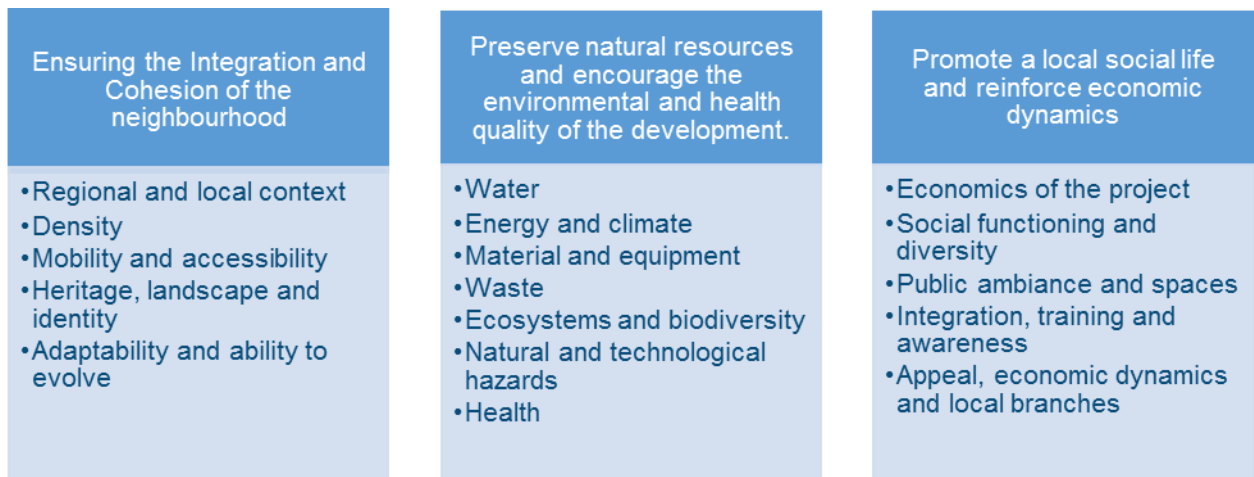 Ensuring the Integration and
Cohesion of the
neighbourhood
•Regional and local context
•Density
•Mobility and accessibility
•Heritage, landscape and
identity
•Adaptability and ability to
evolve
Preserve natural resources
and encourage the
environmental and health
quality of the development.
•Water
•Energy and climate
•Material and equipment
•Waste
•Ecosystems and biodiversity
•Natural and technological
hazards
•Health
Promote a local social life
and reinforce economic
dynamics
•Economics of the project
•Social functioning and
diversity
•Public ambiance and spaces
•Integration, training and
awareness
•Appeal, economic dynamics
and local branches